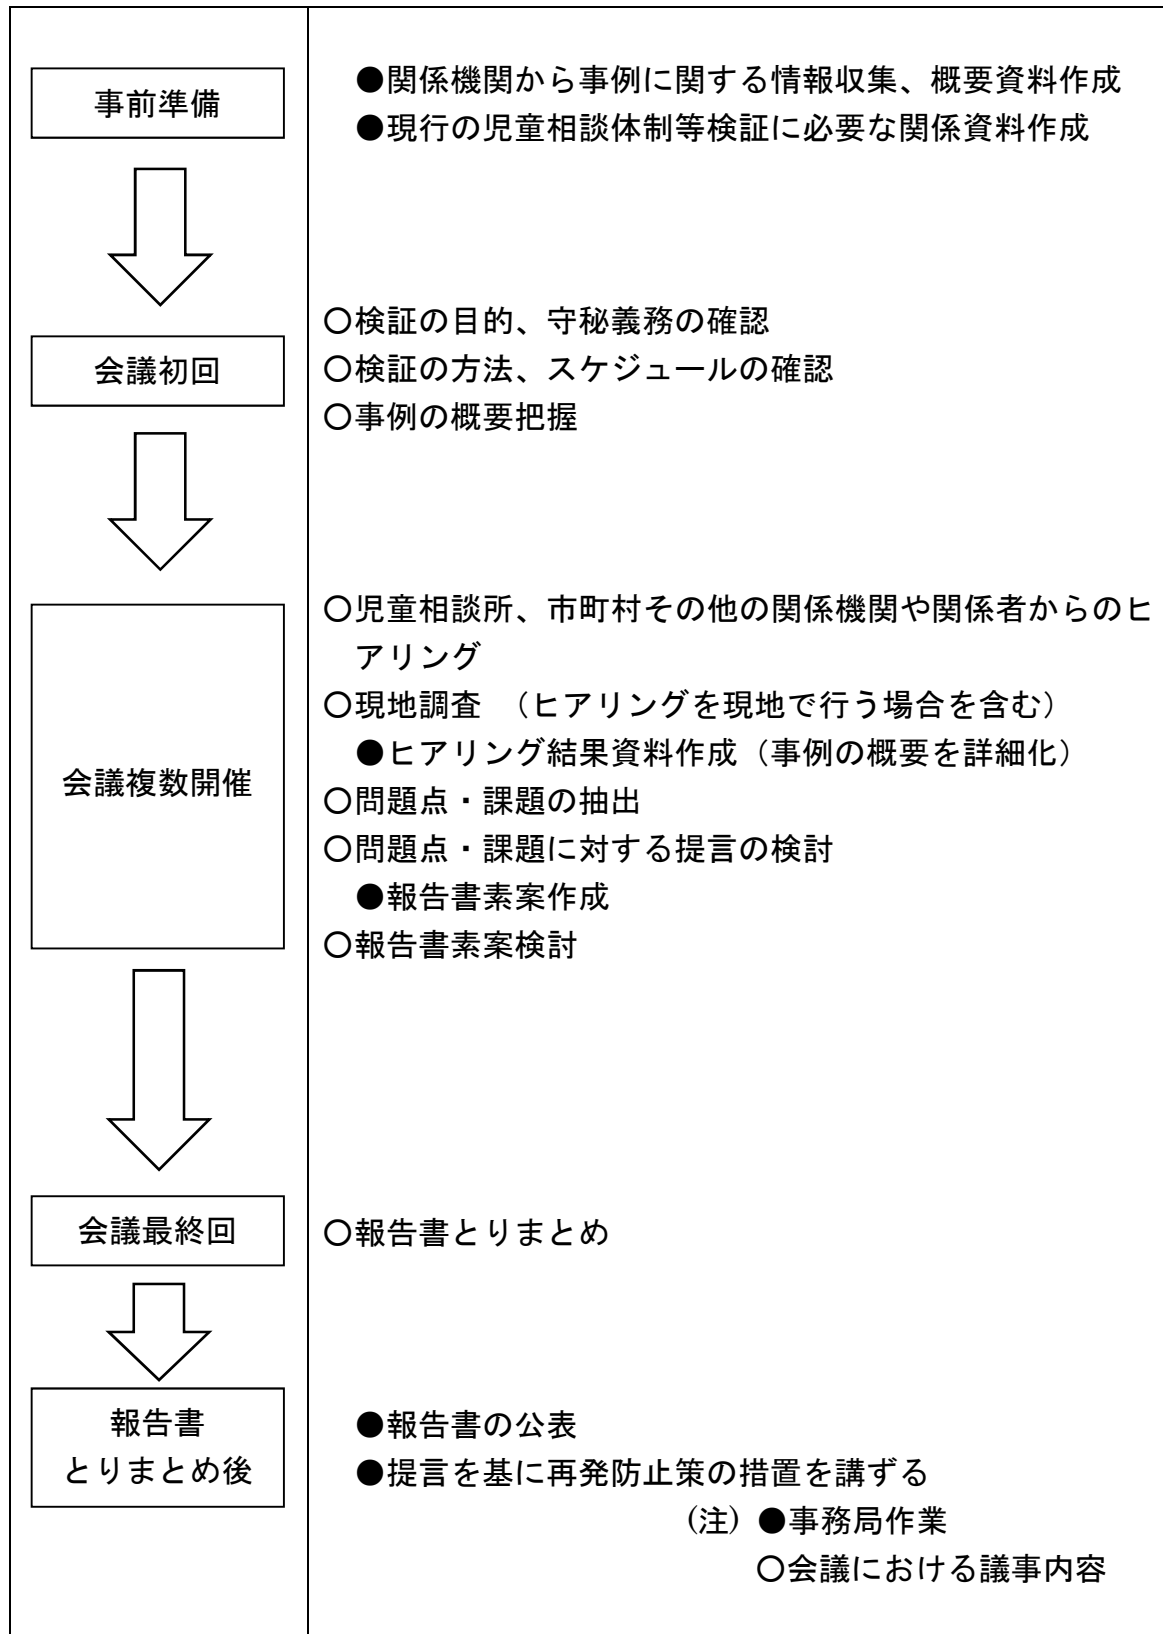 事前準備
●関係機関から事例に関する情報収集、概要資料作成
●現行の児童相談体制等検証に必要な関係資料作成
会議初回
〇検証の目的、守秘義務の確認
〇検証の方法、スケジュールの確認
〇事例の概要把握
会議複数開催
〇児童相談所、市町村その他の関係機関や関係者からのヒ
アリング
〇現地調査 （ヒアリングを現地で行う場合を含む）
●ヒアリング結果資料作成（事例の概要を詳細化）
〇問題点・課題の抽出
〇問題点・課題に対する提言の検討
●報告書素案作成
〇報告書素案検討
会議最終回
〇報告書とりまとめ
報告書
とりまとめ後
●報告書の公表
●提言を基に再発防止策の措置を講ずる
(注) ●事務局作業
〇会議における議事内容